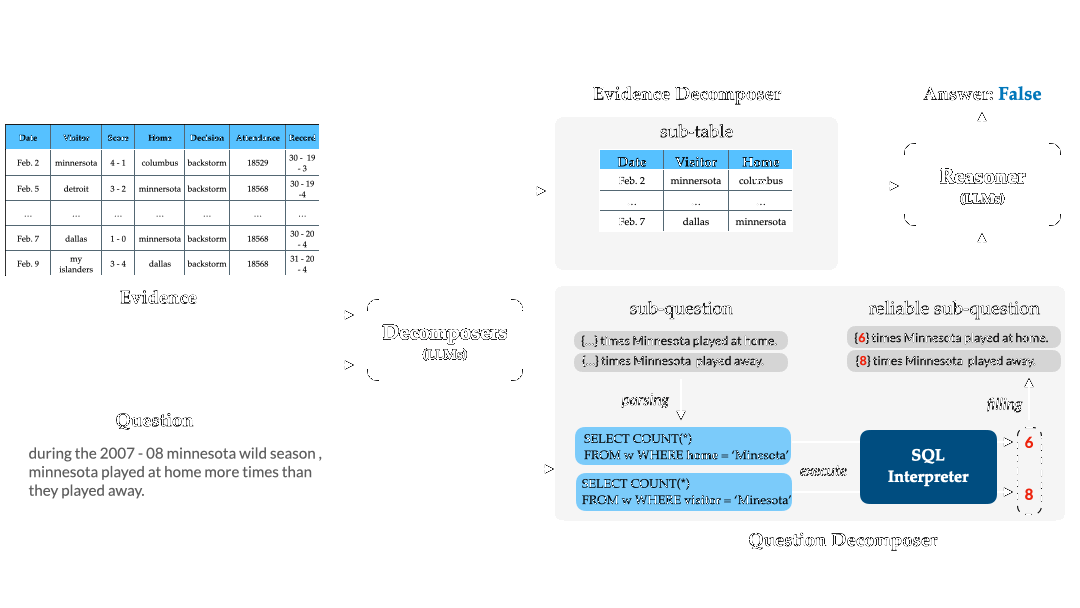 Evidence Decomposer
Answer: False
sub-table
Date Visitor Home
Feb. 2 minnersota columbus
... ... ...
Feb. 7 dallas minnersota
Reasoner
(LLMs)
Date Visitor Score Home Decision Attendance Record
Feb. 2 minnersota 4 - 1 columbus backstorm 18529 30 - 19 - 3
Feb. 5 detroit 3 - 2 minnersota backstorm 18568 30 - 19 -4
... ... ... ... ... ... ...
Feb. 7 dallas 1 - 0 minnersota backstorm 18568 30 - 20 - 4
Feb. 9 my islanders 3 - 4 dallas backstorm 18568 31 - 20 - 4
Evidence
Decomposers
(LLMs)
Question
during the 2007 - 08 minnesota wild season ,
minnesota played at home more times than
they played away.
sub-question
{...} times Minnesota played at home.
{...} times Minnesota played away.
reliable sub-question
{6} times Minnesota played at home.
{8} times Minnesota played away.
parsing
filling
SELECT COUNT(*)
FROM w WHERE home = ‘Minesota’
SELECT COUNT(*)
FROM w WHERE visitor = ‘Minesota’
execute
SQL
Interpreter
6
8
Question Decomposer